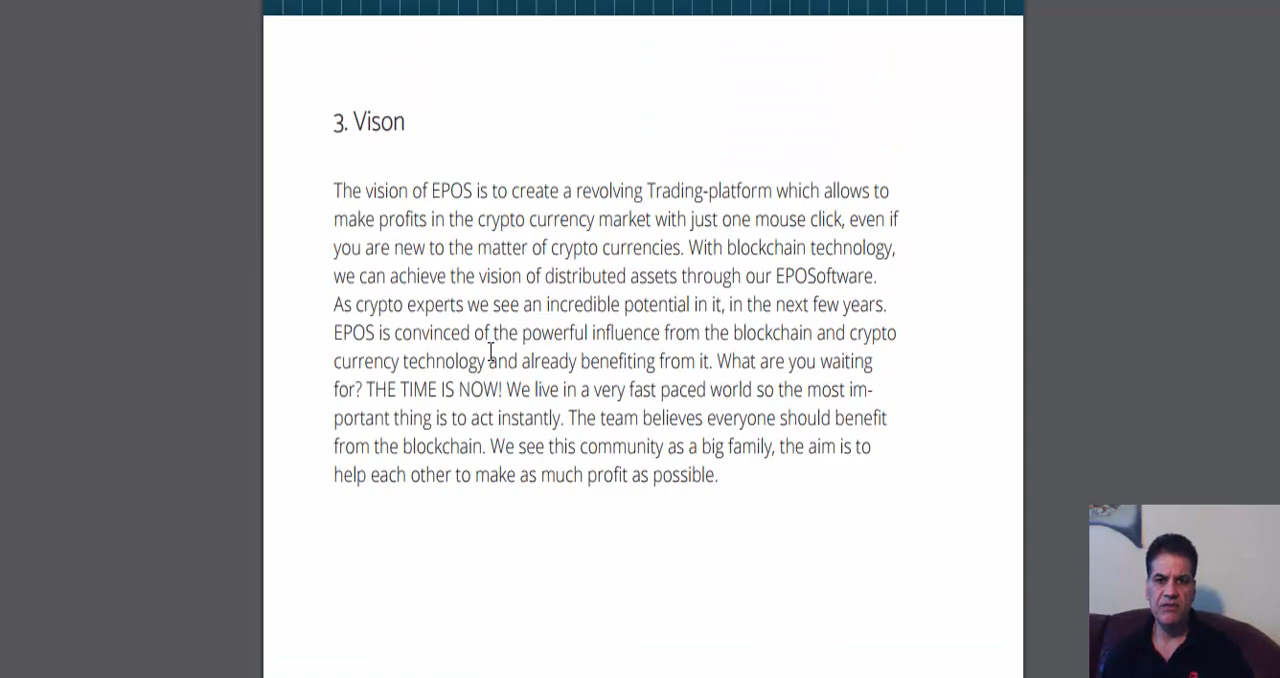 3. Vison
The vision of EPOS is to create a revolving Trading-platform which allows to
make profits in the crypto currency market with just one mouse click, even if
you are new to the matter of crypto currencies. With blockchain technology,
we can achieve the vision of distributed assets through our EPOSoftware.
As crypto experts we see an incredible potential in it, in the next few years.
EPOS is convinced of the powerful influence from the blockchain and crypto
currency technology and already benefiting from it. What are you waiting
for? THE TIME IS NOW! We live in a very fast paced world so the most im-
portant thing is to act instantly. The team believes everyone should benefit
from the blockchain. We see this community as a big family, the aim is to
help each other to make as much profit as possible.